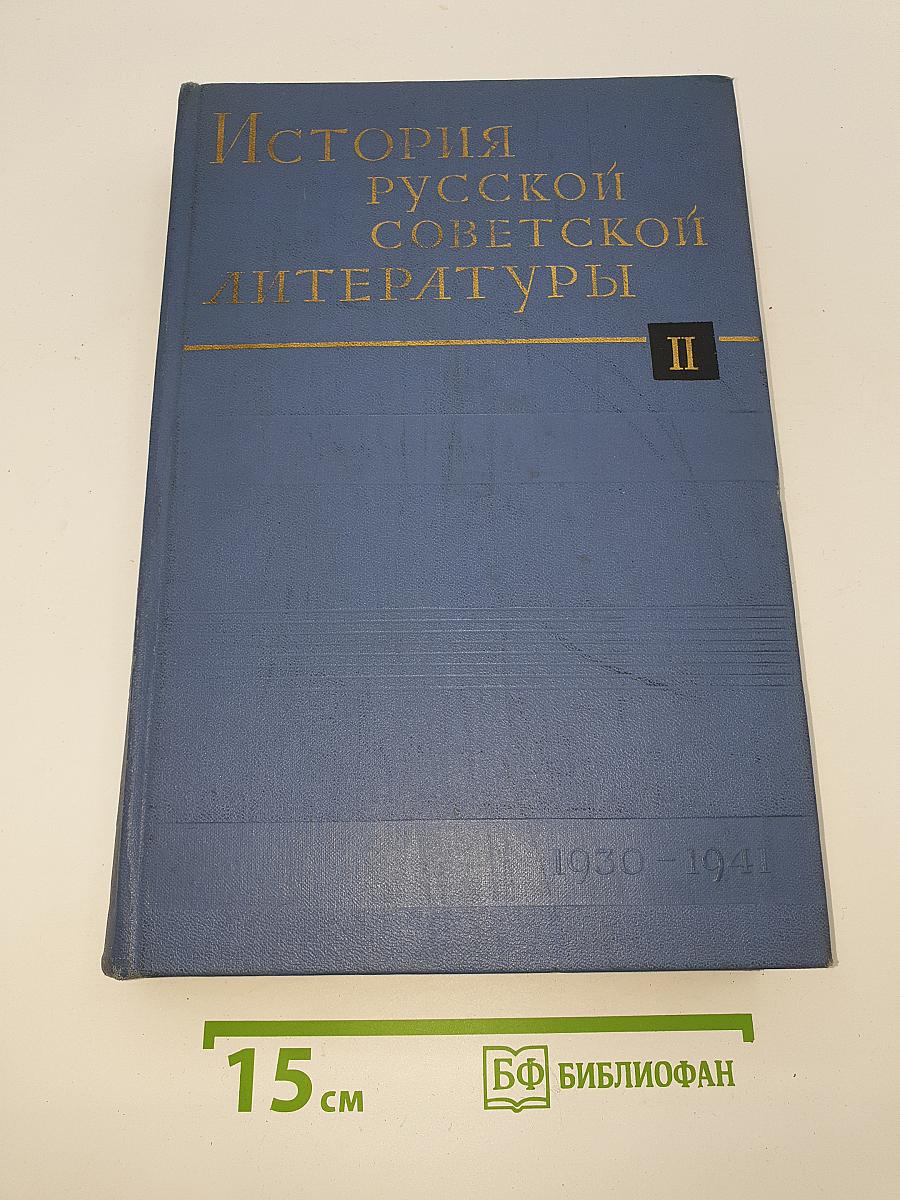 История
русской
советской
литературы
II
1930–1941
15 см
БФ БИБЛИОФАН